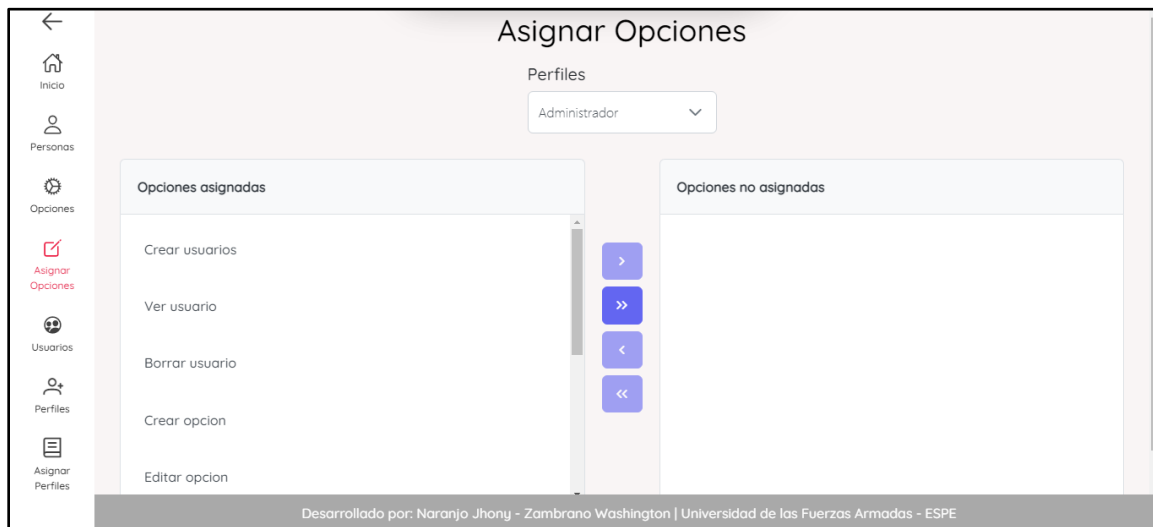 Inicio
Personas
Opciones
Asignar
Opciones
Usuarios
Perfiles
Asignar
Perfiles
Asignar Opciones
Perfiles
Administrador
Opciones asignadas
Crear usuarios
Ver usuario
Borrar usuario
Crear opcion
Editar opcion
Opciones no asignadas
Desarrollado por: Naranjo Jhony - Zambrano Washington | Universidad de las Fuerzas Armadas - ESPE